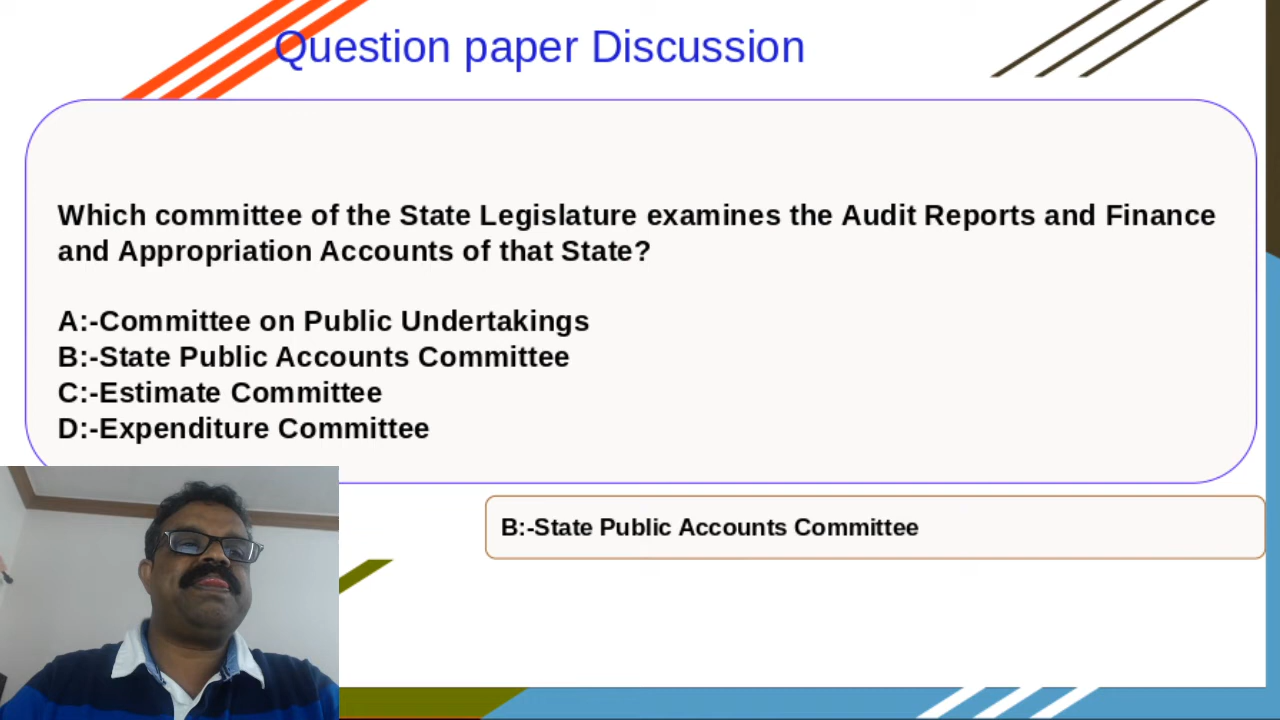 Question paper Discussion
Which committee of the State Legislature examines the Audit Reports and Finance
and Appropriation Accounts of that State?
A:-Committee on Public Undertakings
B:-State Public Accounts Committee
C:-Estimate Committee
D:-Expenditure Committee
B:-State Public Accounts Committee